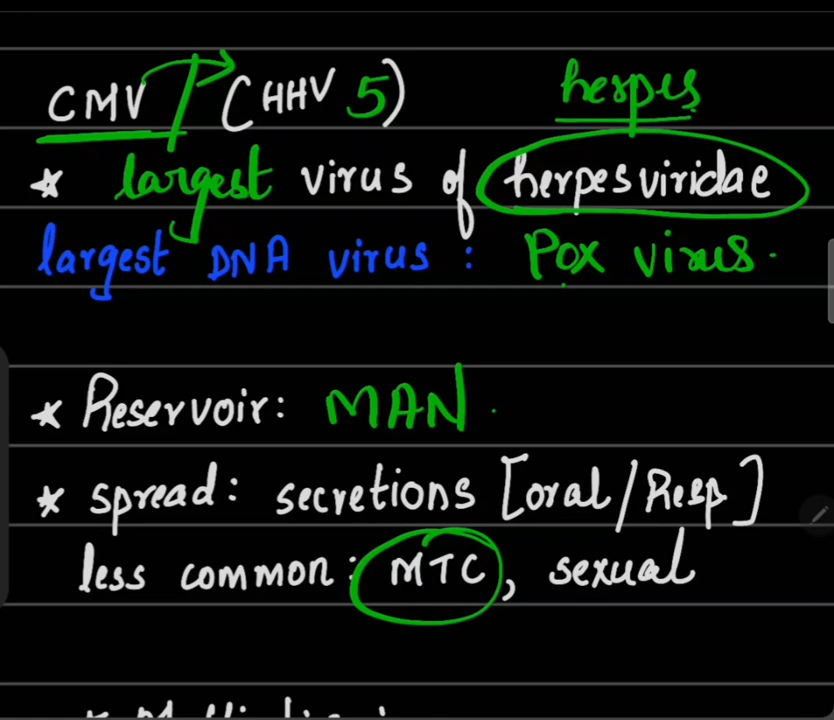 CMV (HHV 5) herpes
* largest virus of herpesviridae
largest DNA virus : Pox virus.
* Reservoir: MAN.
* spread: secretions [oral/Resp]
less common: MTC, sexual